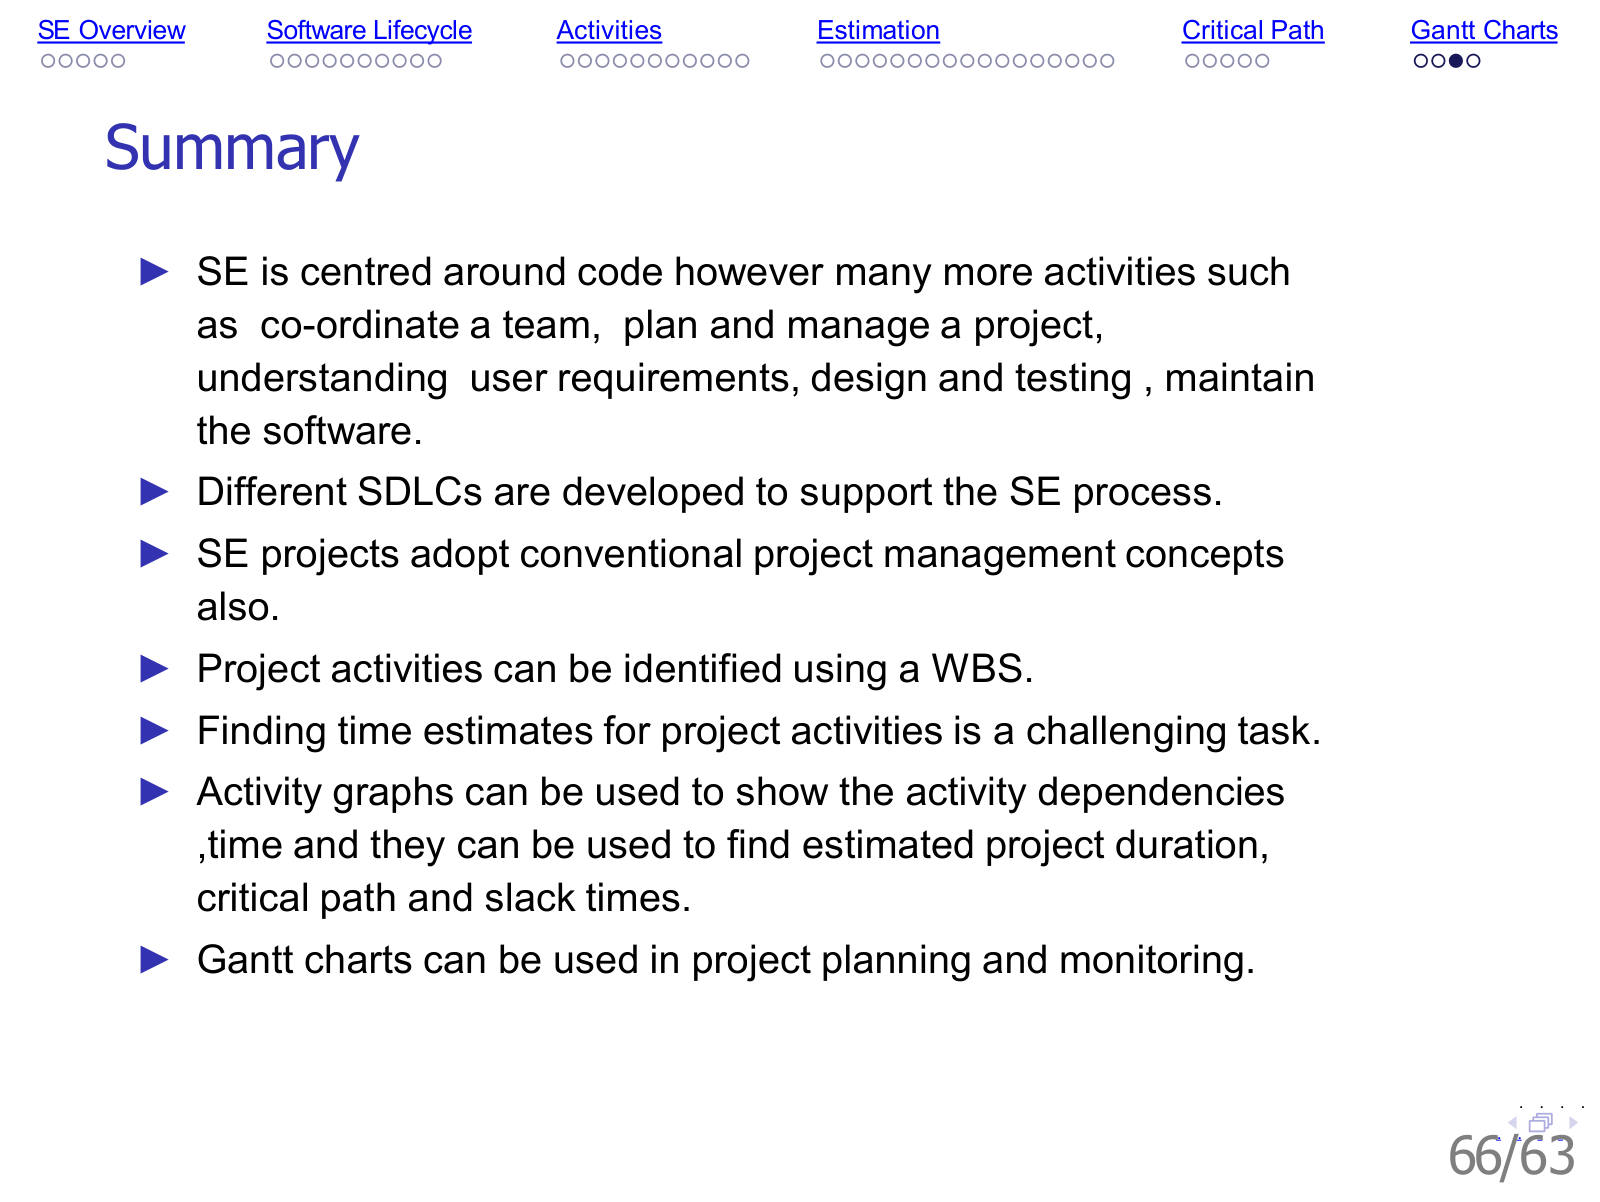 SE Overview Software Lifecycle Activities Estimation Critical Path Gantt Charts
Summary
SE is centred around code however many more activities such
as co-ordinate a team, plan and manage a project,
understanding user requirements, design and testing , maintain
the software.
Different SDLCs are developed to support the SE process.
SE projects adopt conventional project management concepts
also.
Project activities can be identified using a WBS.
Finding time estimates for project activities is a challenging task.
Activity graphs can be used to show the activity dependencies
,time and they can be used to find estimated project duration,
critical path and slack times.
Gantt charts can be used in project planning and monitoring.
66/63